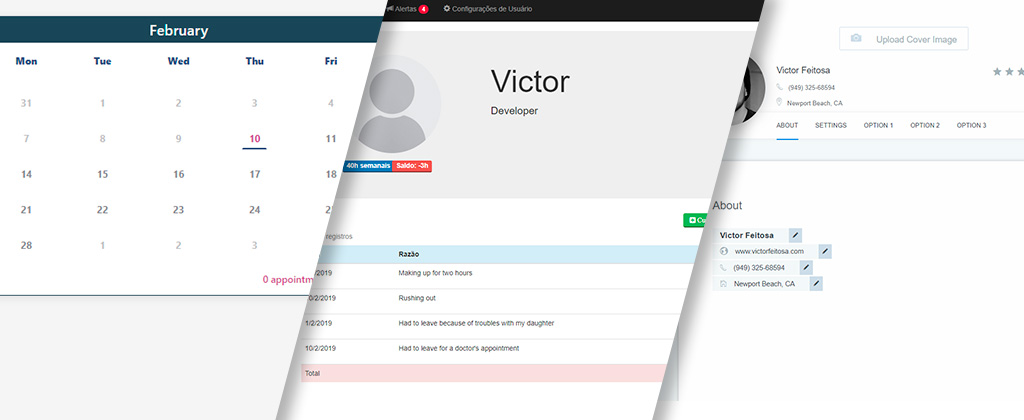 February
Mon Tue Wed Thu Fri
31 1 2 3 4
7 8 9 10 11
14 15 16 17 18
21 22 23 24
28 1 2 3
0 appointm
Alertas 4 Configurações de Usuário
Victor
Developer
40h semanais Saldo: -3h
registros
Razão
/2019 Making up for two hours
/2/2019 Rushing out
1/2/2019 Had to leave because of troubles with my daughter
10/2/2019 Had to leave for a doctor's appointment
Total
Upload Cover Image
Victor Feitosa
(949) 325-68594
Newport Beach, CA
ABOUT SETTINGS OPTION 1 OPTION 2 OPTION 3
About
Victor Feitosa
www.victorfeitosa.com
(949) 325-68594
Newport Beach, CA